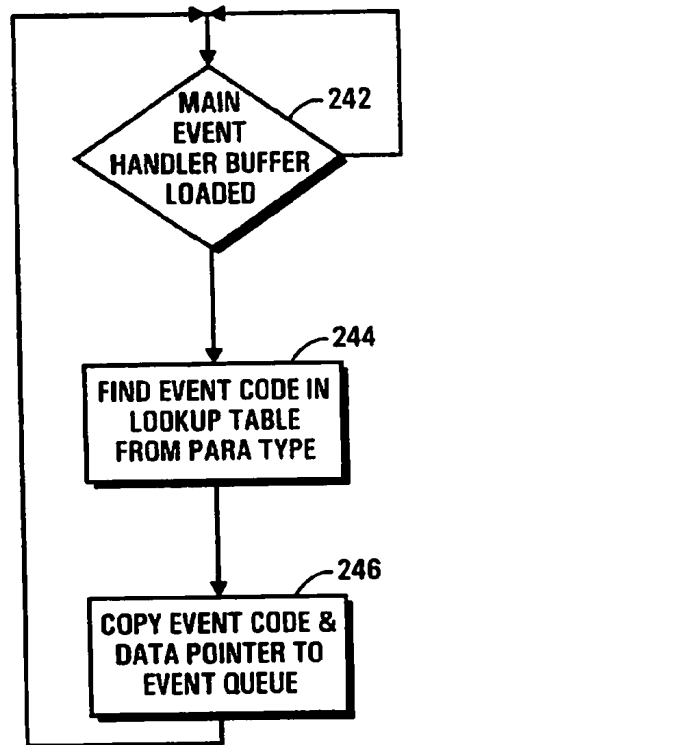 242
MAIN
EVENT
HANDLER BUFFER
LOADED
244
FIND EVENT CODE IN
LOOKUP TABLE
FROM PARA TYPE
246
COPY EVENT CODE &
DATA POINTER TO
EVENT QUEUE